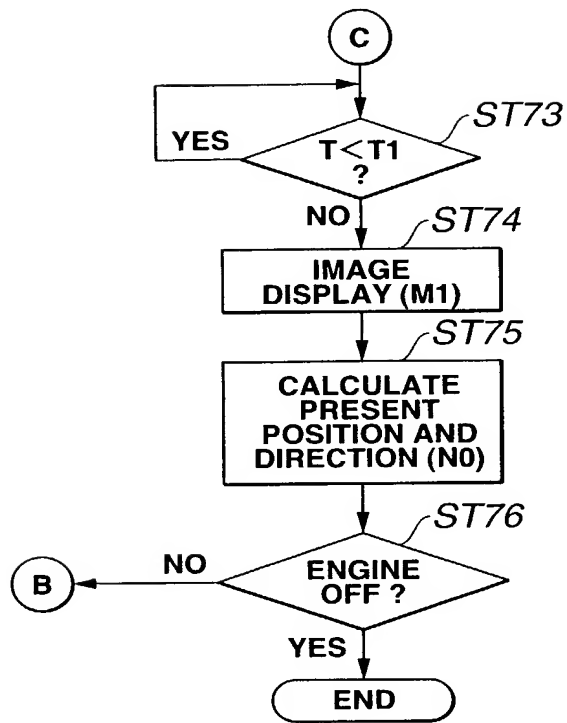 C
ST73
YES
T<T1
?
NO
ST74
IMAGE
DISPLAY (M1)
ST75
CALCULATE
PRESENT
POSITION AND
DIRECTION (N0)
ST76
B
NO
ENGINE
OFF ?
YES
END